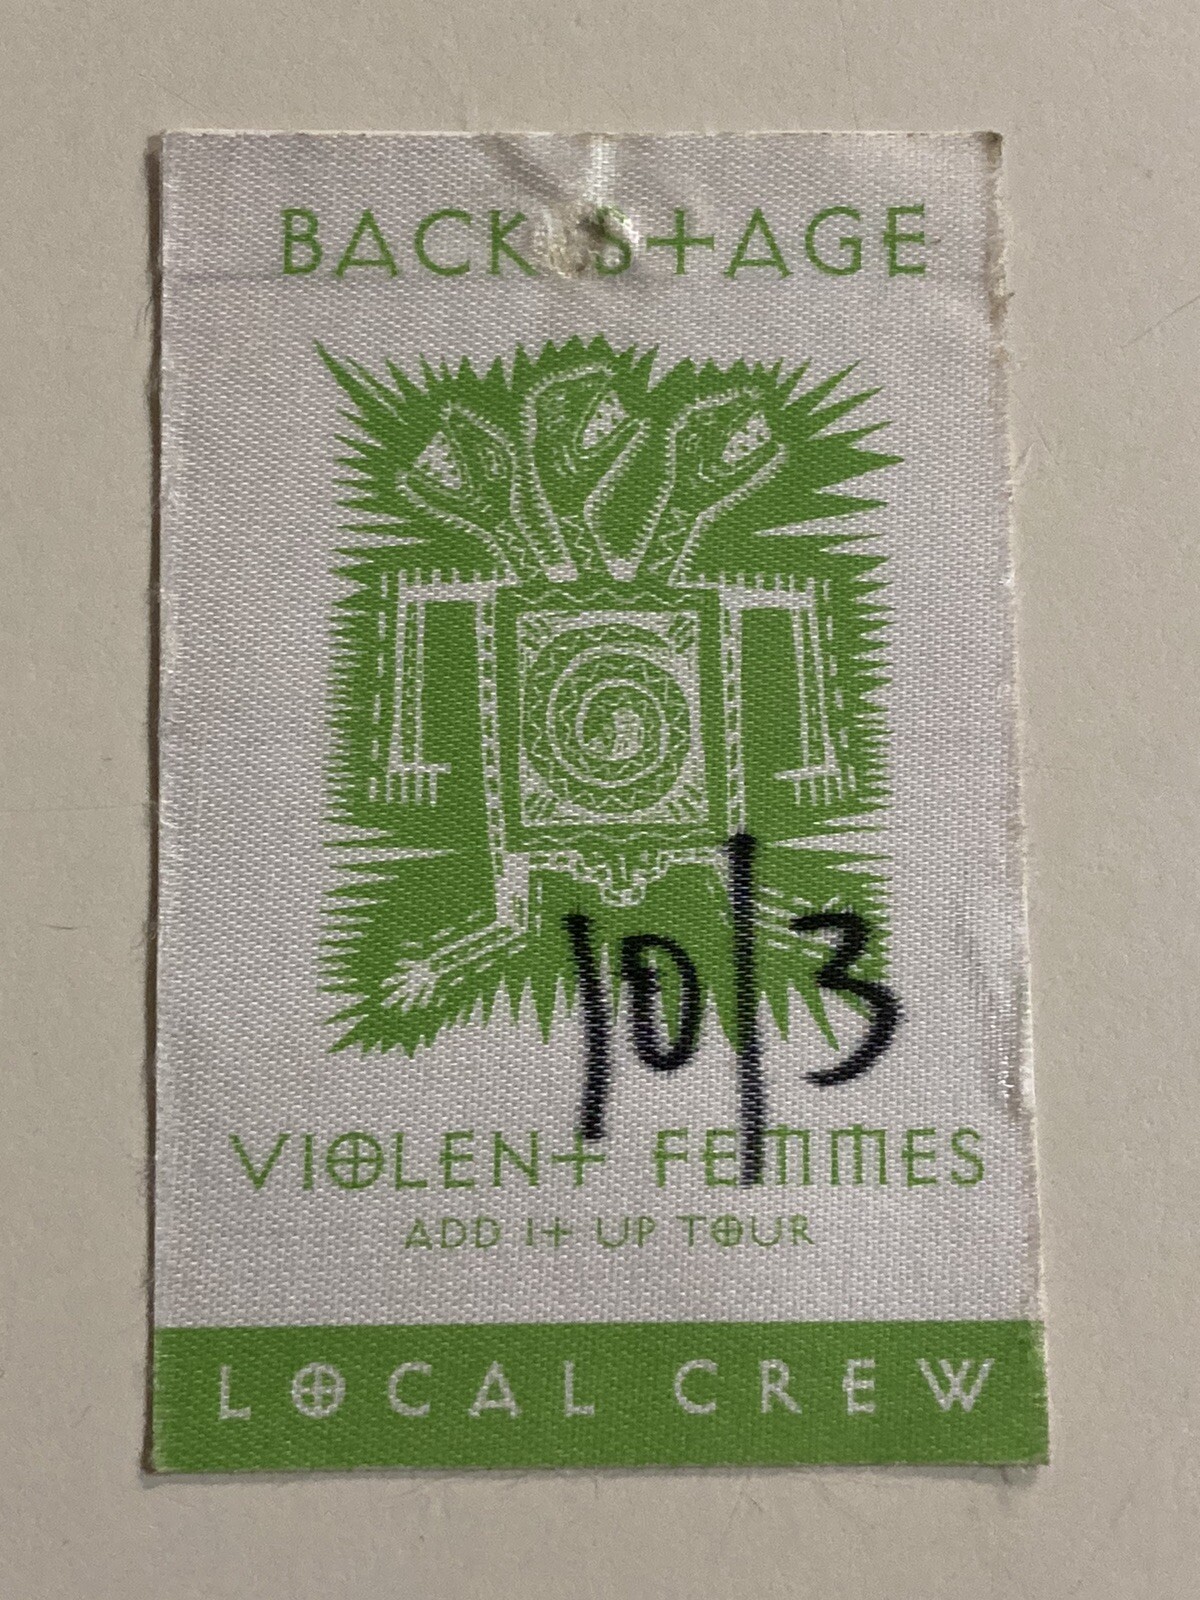 BACKSTAGE
10/3
VIOLENT FEMMES
ADD IT UP TOUR
LOCAL CREW